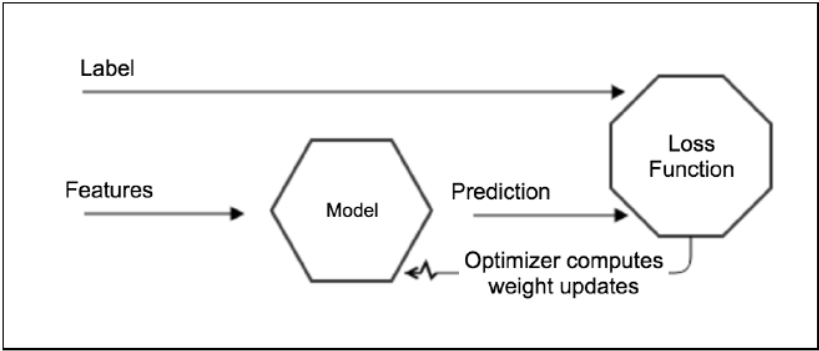 Label
Loss
Function
Features
Model
Prediction
Optimizer computes
weight updates